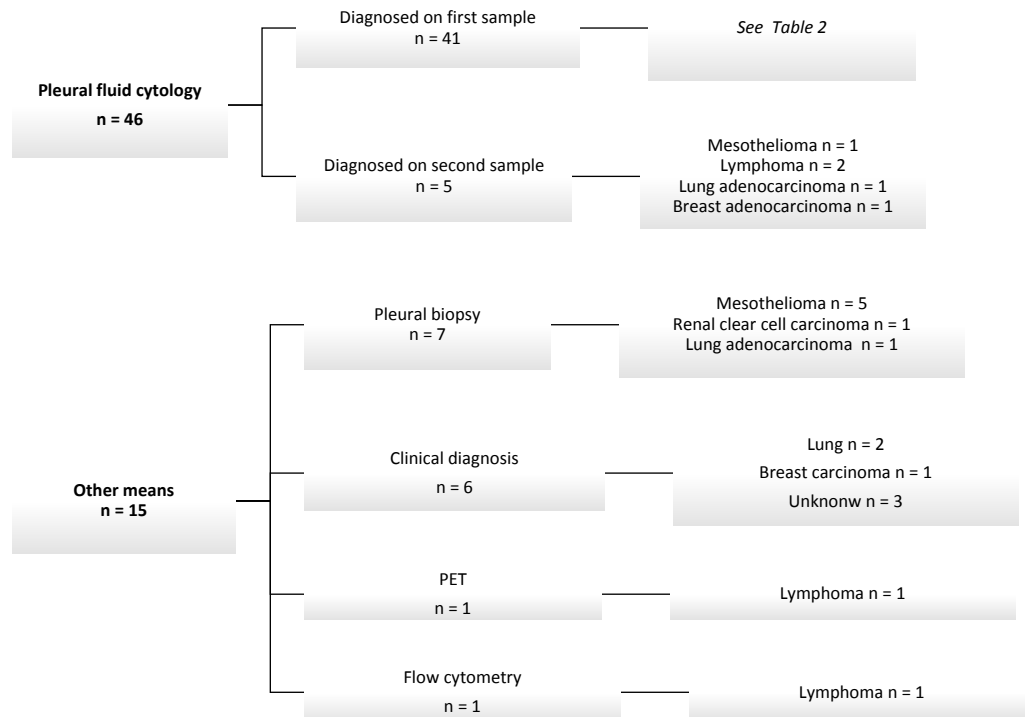 Diagnosed on first sample
n = 41
See Table 2
Pleural fluid cytology
n = 46
Diagnosed on second sample
n = 5
Mesothelioma n = 1
Lymphoma n = 2
Lung adenocarcinoma n = 1
Breast adenocarcinoma n = 1
Pleural biopsy
n = 7
Mesothelioma n = 5
Renal clear cell carcinoma n = 1
Lung adenocarcinoma n = 1
Clinical diagnosis
n = 6
Lung n = 2
Breast carcinoma n = 1
Unknonw n = 3
Other means
n = 15
PET
n = 1
Lymphoma n = 1
Flow cytometry
n = 1
Lymphoma n = 1